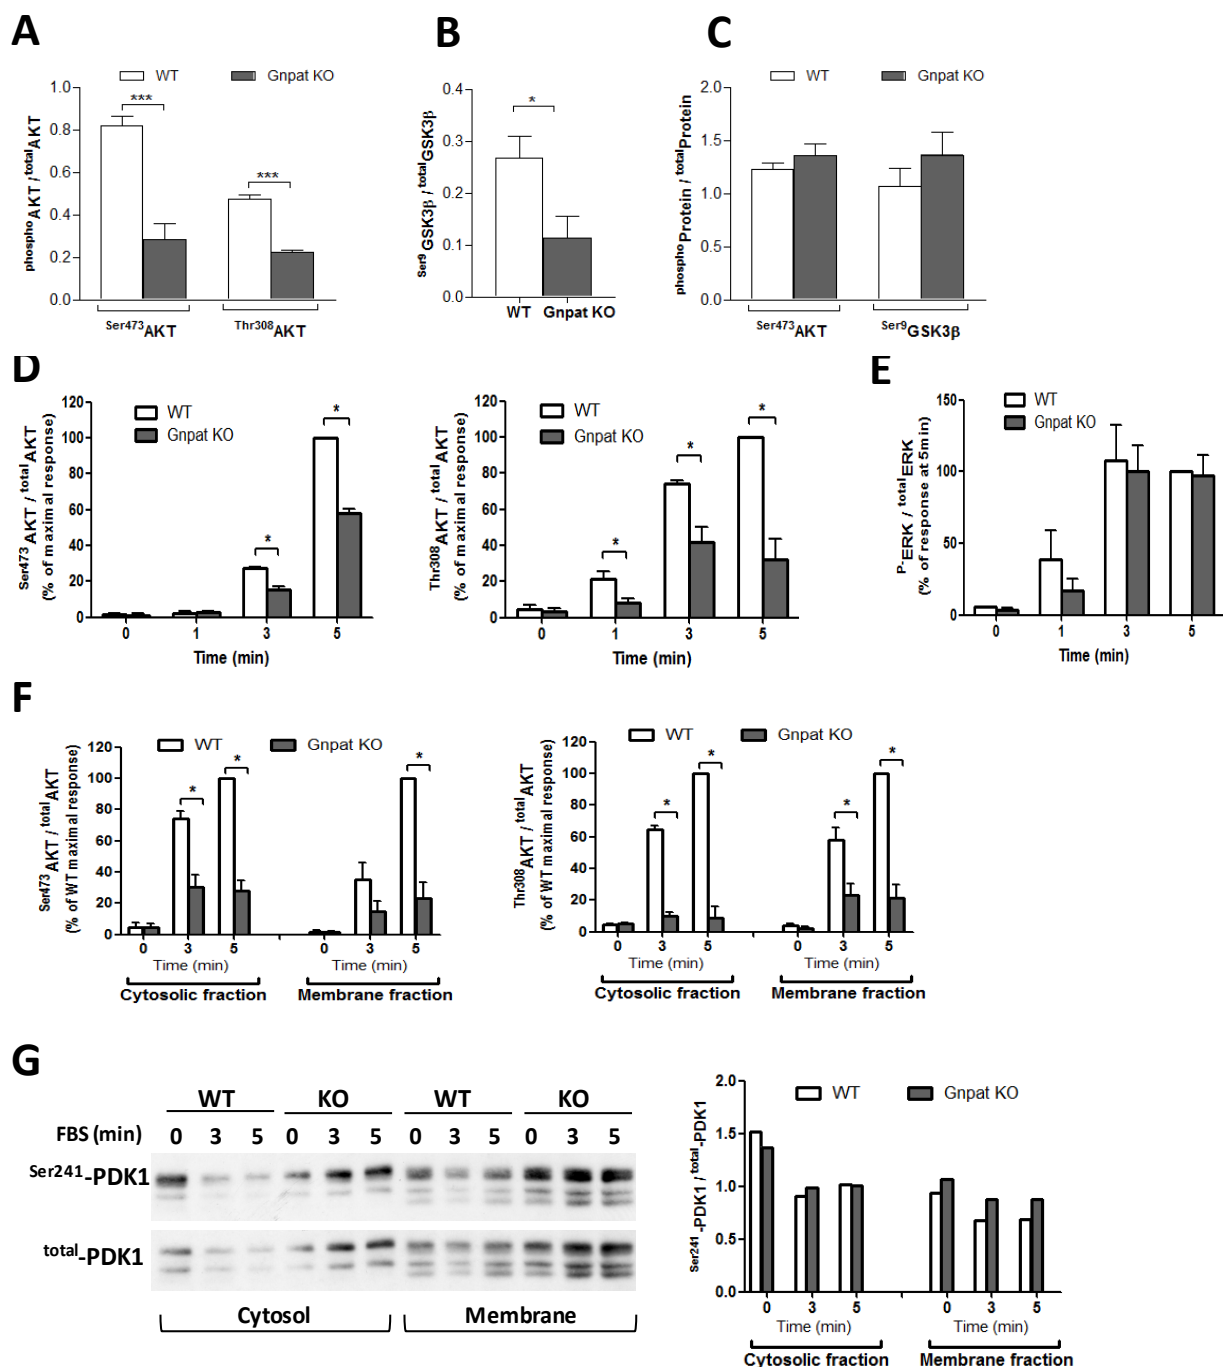 A
WT
Gnpat KO
phosphoAKT / totalAKT
1.0
0.8
0.6
0.4
0.2
0.0
***
***
Ser473AKT
Thr308AKT
B
Ser9GSK3β / totalGSK3β
0.4
0.3
0.2
0.1
0.0
*
WT
Gnpat KO
C
WT
Gnpat KO
phosphoProtein / totalProtein
2.0
1.5
1.0
0.5
0.0
Ser473AKT
Ser9GSK3β
D
WT
Gnpat KO
Ser473AKT / totalAKT
(% of maximal response)
120
100
80
60
40
20
0
*
*
0 1 3 5
Time (min)
WT
Gnpat KO
Thr308AKT / totalAKT
(% of maximal response)
120
100
80
60
40
20
0
*
*
*
0 1 3 5
Time (min)
E
WT
Gnpat KO
P-ERK / totalERK
(% of response at 5min)
150
100
50
0
0 1 3 5
Time (min)
F
WT
Gnpat KO
Ser473AKT / totalAKT
(% of WT maximal response)
120
100
80
60
40
20
0
*
*
*
0 3 5 0 3 5
Time (min) Time (min)
Cytosolic fraction Membrane fraction
WT
Gnpat KO
Thr308AKT / totalAKT
(% of WT maximal response)
120
100
80
60
40
20
0
*
*
*
*
0 3 5 0 3 5
Time (min) Time (min)
Cytosolic fraction Membrane fraction
G
WT KO WT KO
FBS (min) 0 3 5 0 3 5 0 3 5 0 3 5
Ser241-PDK1
total-PDK1
Cytosol Membrane
WT
Gnpat KO
Ser241-PDK1 / total-PDK1
2.0
1.5
1.0
0.5
0.0
0 3 5 0 3 5
Time (min) Time (min)
Cytosolic fraction Membrane fraction